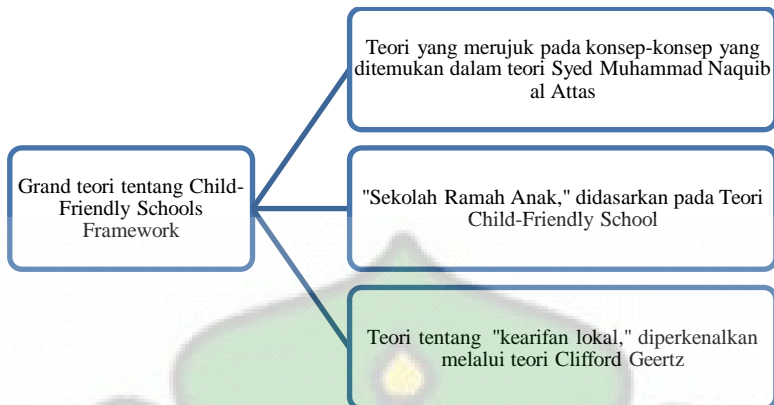 Teori yang merujuk pada konsep-konsep yang
ditemukan dalam teori Syed Muhammad Naquib
al Attas
Grand teori tentang Child-
Friendly Schools
Framework
"Sekolah Ramah Anak," didasarkan pada Teori
Child-Friendly School
Teori tentang "kearifan lokal," diperkenalkan
melalui teori Clifford Geertz